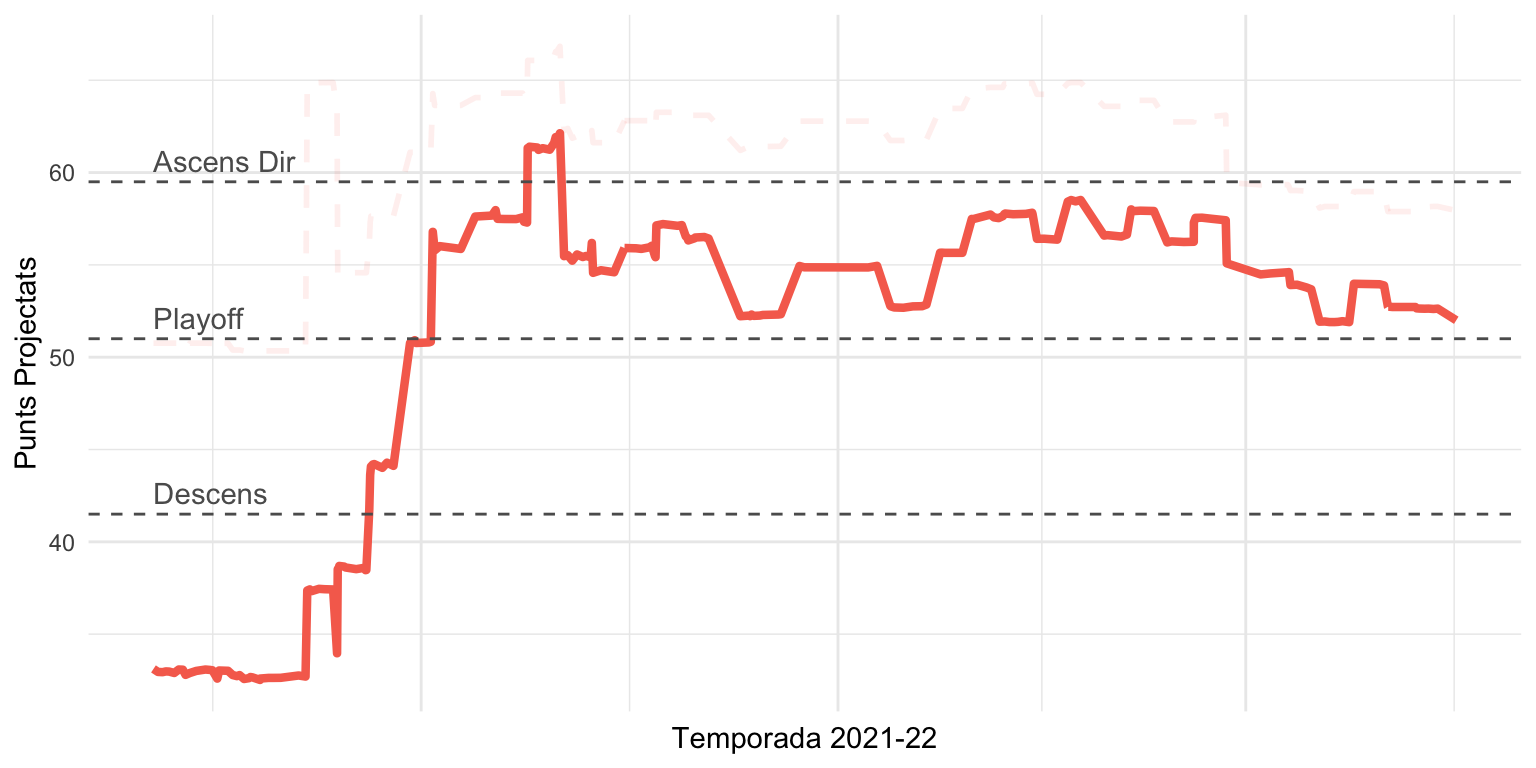 60
50
40
Punts Projectats
Ascens Dir
Playoff
Descens
Temporada 2021-22